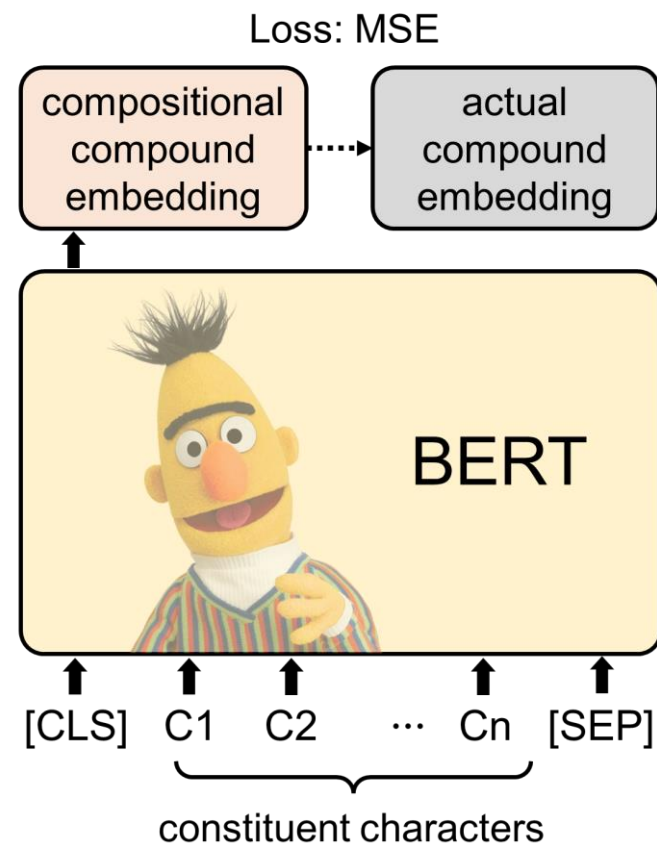 Loss: MSE
compositional
compound
embedding
actual
compound
embedding
BERT
[CLS] C1 C2 ... Cn [SEP]
constituent characters